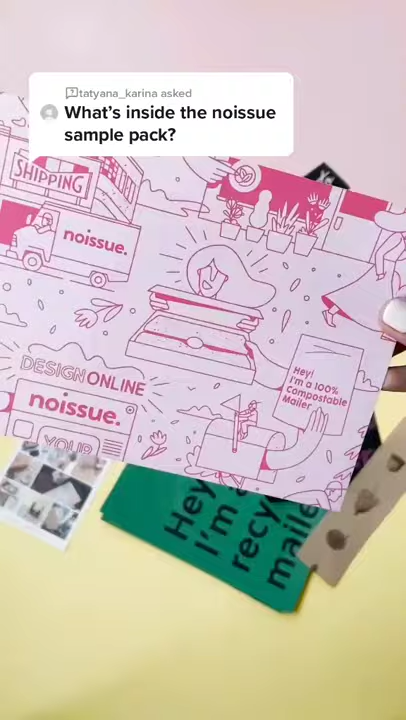 tatyana_karina asked
What's inside the noissue
sample pack?
SHIPPING
noissue.
Hey!
I'm a 100%
Compostable
Mailer
DESIGN ONLINE
noissue.
YOUR
Hey
I'm a
recy
maile